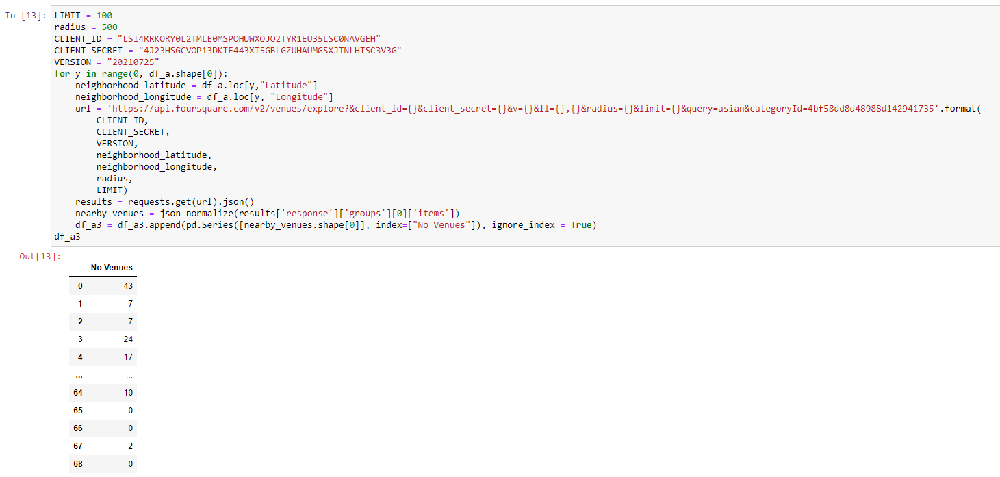 In [13]: LIMIT = 100
radius = 500
CLIENT_ID = "LSI4RRKORY0L2TMLE0MSPOHUWXOJO2TYR1EU35LSC0NAVGEH"
CLIENT_SECRET = "4J23HSGCVOP13DKTE443XT5GBLGZUHAUMGSXJTNLHTSC3V3G"
VERSION = "20210725"
for y in range(0, df_a.shape[0]):
    neighborhood_latitude = df_a.loc[y,"Latitude"]
    neighborhood_longitude = df_a.loc[y, "Longitude"]
    url = 'https://api.foursquare.com/v2/venues/explore?&client_id={}&client_secret={}&v={}&ll={},{}&radius={}&limit={}&query=asian&categoryId=4bf58dd8d48988d142941735'.format(
        CLIENT_ID,
        CLIENT_SECRET,
        VERSION,
        neighborhood_latitude,
        neighborhood_longitude,
        radius,
        LIMIT)
    results = requests.get(url).json()
    nearby_venues = json_normalize(results['response']['groups'][0]['items'])
    df_a3 = df_a3.append(pd.Series([nearby_venues.shape[0]], index=["No Venues"]), ignore_index = True)
df_a3
Out[13]:
No Venues
0 43
1 7
2 7
3 24
4 17
... ...
64 10
65 0
66 0
67 2
68 0